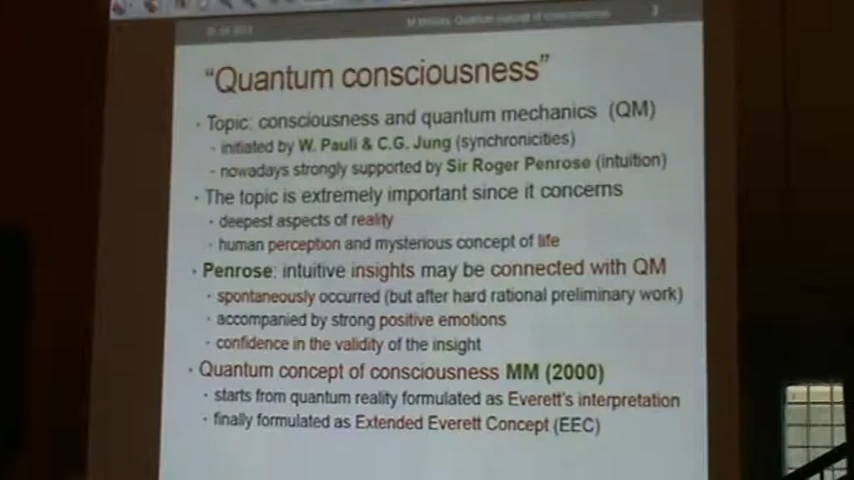 M Mensky, Quantum concept of consciousness 3
"Quantum consciousness"
· Topic: consciousness and quantum mechanics (QM)
· initiated by W. Pauli & C.G. Jung (synchronicities)
· nowadays strongly supported by Sir Roger Penrose (intuition)
· The topic is extremely important since it concerns
· deepest aspects of reality
· human perception and mysterious concept of life
· Penrose: intuitive insights may be connected with QM
· spontaneously occurred (but after hard rational preliminary work)
· accompanied by strong positive emotions
· confidence in the validity of the insight
· Quantum concept of consciousness MM (2000)
· starts from quantum reality formulated as Everett's interpretation
· finally formulated as Extended Everett Concept (EEC)